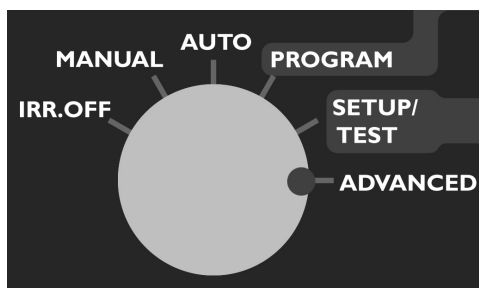 AUTO
MANUAL
PROGRAM
IRR.OFF
SETUP/
TEST
ADVANCED